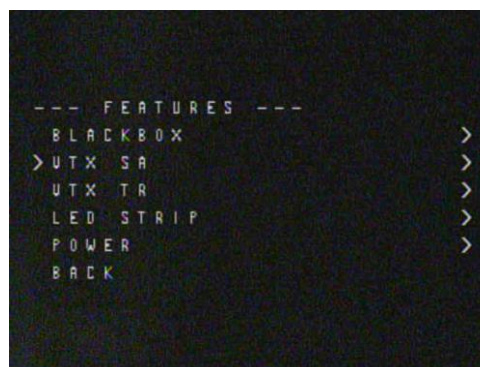 --- FEATURES ---
BLACKBOX >
>VTX SA >
VTX TR >
LED STRIP >
POWER >
BACK